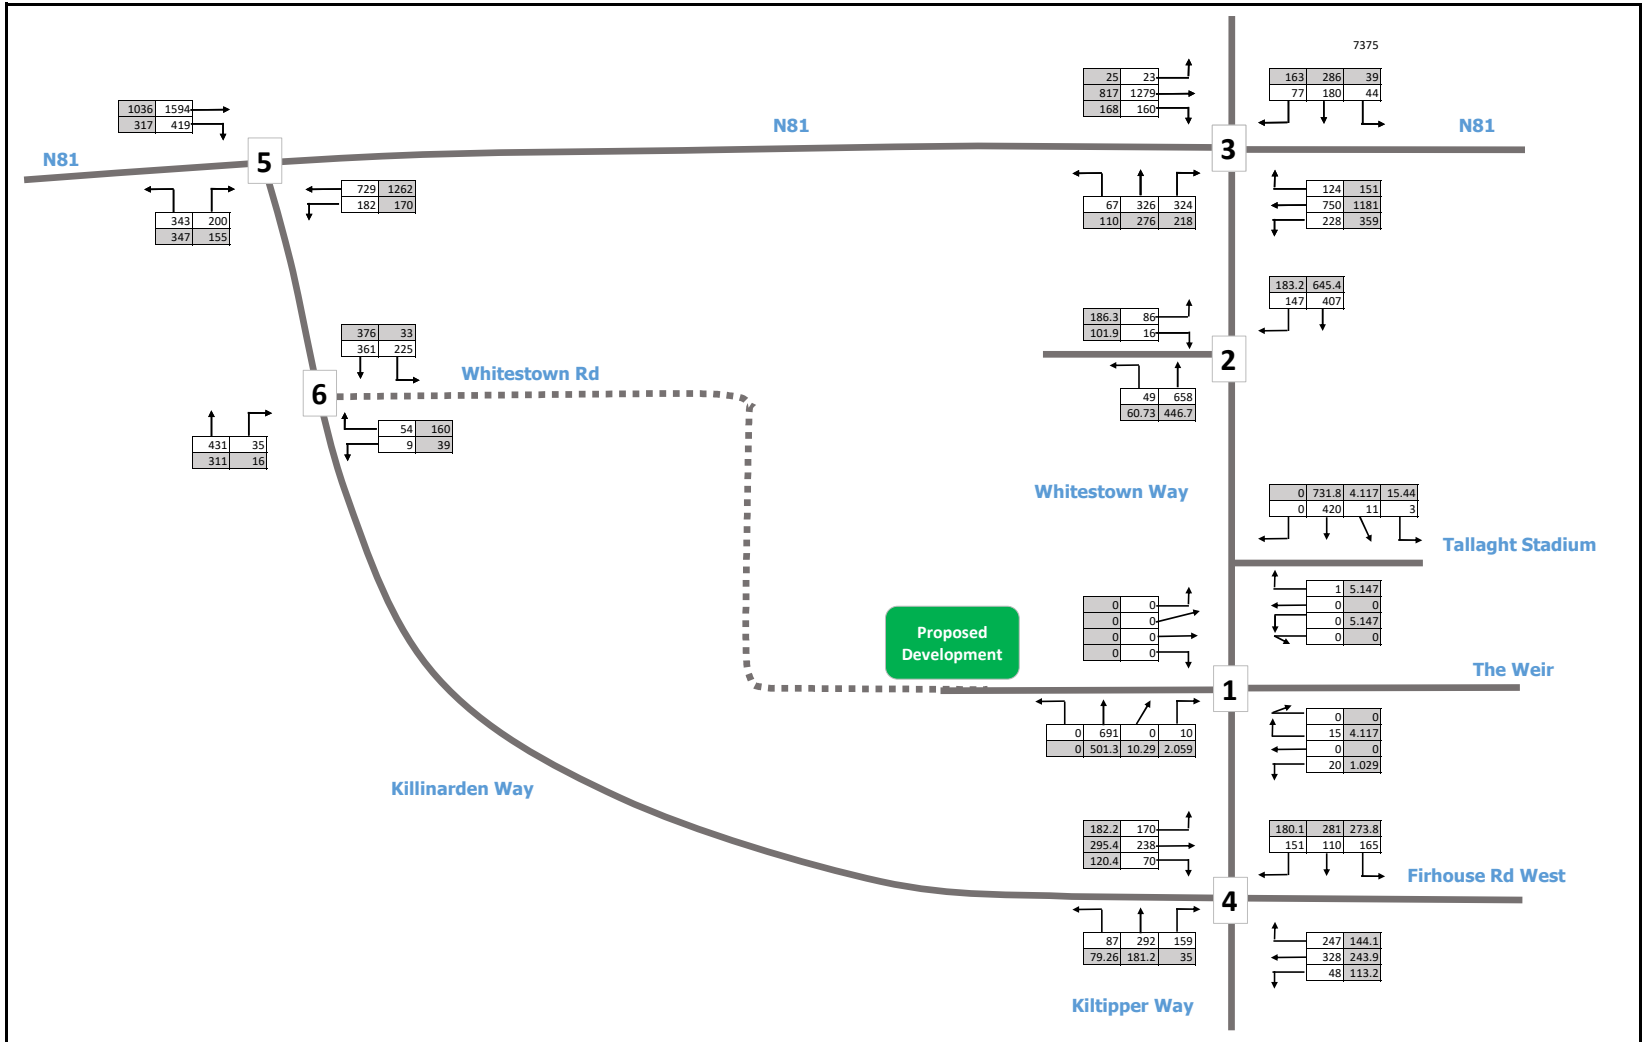 7375
25 23
817 1279
168 160
163 286 39
77 180 44
1036 1594
317 419
N81
N81
N81
5
3
729 1262
182 170
343 200
347 155
67 326 324
110 276 218
124 151
750 1181
228 359
183.2 645.4
147 407
186.3 86
101.9 16
376 33
361 225
2
Whitestown Rd
6
49 658
60.73 446.7
54 160
9 39
431 35
311 16
Whitestown Way
0 731.8 4.117 15.44
0 420 11 3
Tallaght Stadium
1 5.147
0 0
0 5.147
0 0
0 0
0 0
0 0
0 0
Proposed
Development
The Weir
1
0 691 0 10
0 501.3 10.29 2.059
0 0
15 4.117
0 0
20 1.029
Killinarden Way
182.2 170
295.4 238
120.4 70
180.1 281 273.8
151 110 165
Firhouse Rd West
4
87 292 159
79.26 181.2 35
247 144.1
328 243.9
48 113.2
Kiltipper Way